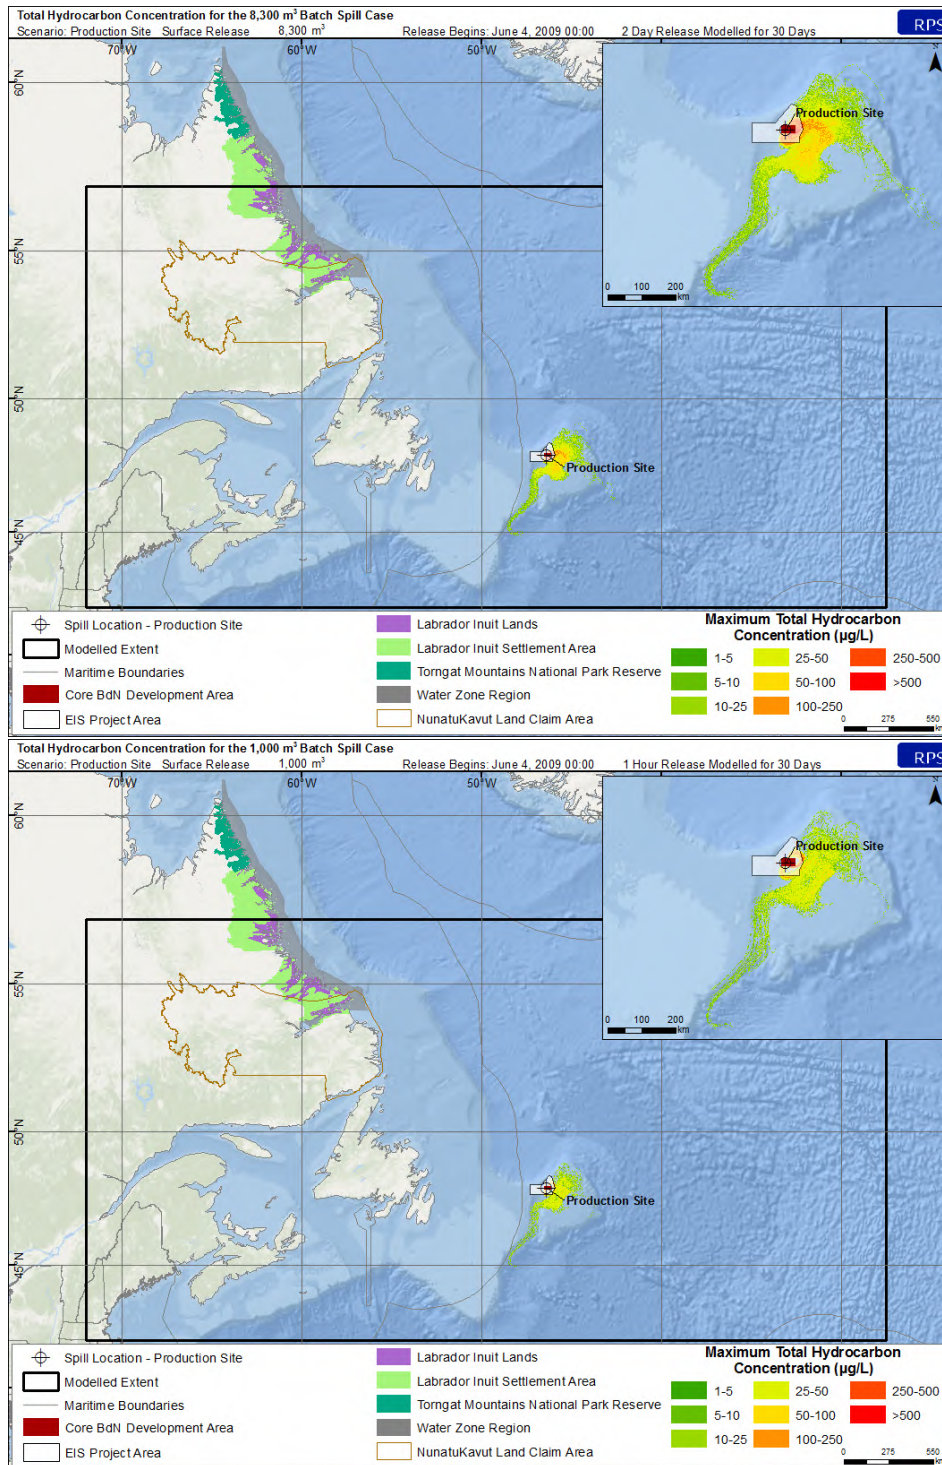 Total Hydrocarbon Concentration for the 8,300 m³ Batch Spill Case
Scenario: Production Site Surface Release 8,300 m³ Release Begins: June 4, 2009 00:00 2 Day Release Modelled for 30 Days
RPS
70°W 60°W 50°W
60°N
55°N
50°N
45°N
Production Site
0 100 200
km
Production Site
Spill Location - Production Site
Modelled Extent
Maritime Boundaries
Core BdN Development Area
EIS Project Area
Labrador Inuit Lands
Labrador Inuit Settlement Area
Torngat Mountains National Park Reserve
Water Zone Region
NunatuKavut Land Claim Area
Maximum Total Hydrocarbon
Concentration (µg/L)
1-5 25-50 250-500
5-10 50-100 >500
10-25 100-250
0 275 550
Total Hydrocarbon Concentration for the 1,000 m³ Batch Spill Case
Scenario: Production Site Surface Release 1,000 m³ Release Begins: June 4, 2009 00:00 1 Hour Release Modelled for 30 Days
RPS
70°W 60°W 50°W
60°N
55°N
50°N
45°N
Production Site
0 100 200
km
Production Site
Spill Location - Production Site
Modelled Extent
Maritime Boundaries
Core BdN Development Area
EIS Project Area
Labrador Inuit Lands
Labrador Inuit Settlement Area
Torngat Mountains National Park Reserve
Water Zone Region
NunatuKavut Land Claim Area
Maximum Total Hydrocarbon
Concentration (µg/L)
1-5 25-50 250-500
5-10 50-100 >500
10-25 100-250
0 275 550